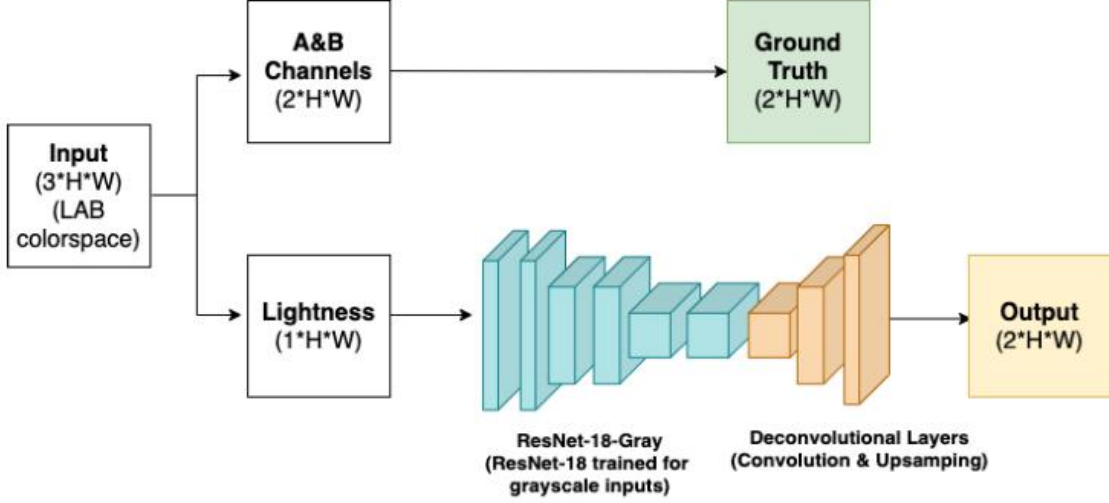 A&B
Channels
(2*H*W)
Ground
Truth
(2*H*W)
Input
(3*H*W)
(LAB
colorspace)
Lightness
(1*H*W)
Output
(2*H*W)
ResNet-18-Gray
(ResNet-18 trained for
grayscale inputs)
Deconvolutional Layers
(Convolution & Upsamping)